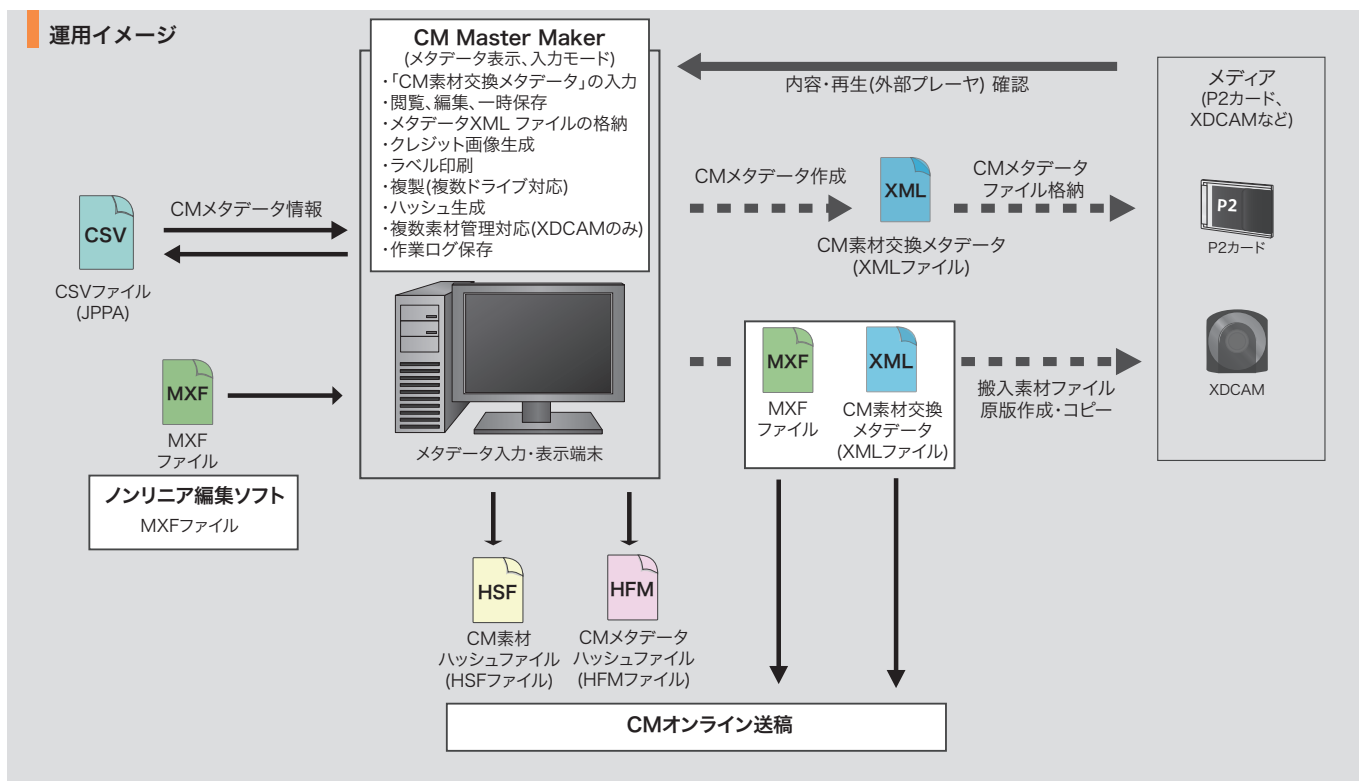 運用イメージ
CM Master Maker
(メタデータ表示、入力モード)
・「CM素材交換メタデータ」の入力
・閲覧、編集、一時保存
・メタデータXML ファイルの格納
・クレジット画像生成
・ラベル印刷
・複製(複数ドライブ対応)
・ハッシュ生成
・複数素材管理対応(XDCAMのみ)
・作業ログ保存
メタデータ入力・表示端末
CSV
CMメタデータ情報
CSVファイル
(JPPA)
MXF
MXF
ファイル
ノンリニア編集ソフト
MXFファイル
内容・再生(外部プレーヤ) 確認
CMメタデータ作成
XML
CMメタデータ
ファイル格納
CM素材交換メタデータ
(XMLファイル)
MXF
XML
MXF
ファイル
CM素材交換
メタデータ
(XMLファイル)
搬入素材ファイル
原版作成・コピー
メディア
(P2カード、
XDCAMなど)
P2
P2カード
XDCAM
HSF
CM素材
ハッシュファイル
(HSFファイル)
HFM
CMメタデータ
ハッシュファイル
(HFMファイル)
CMオンライン送稿